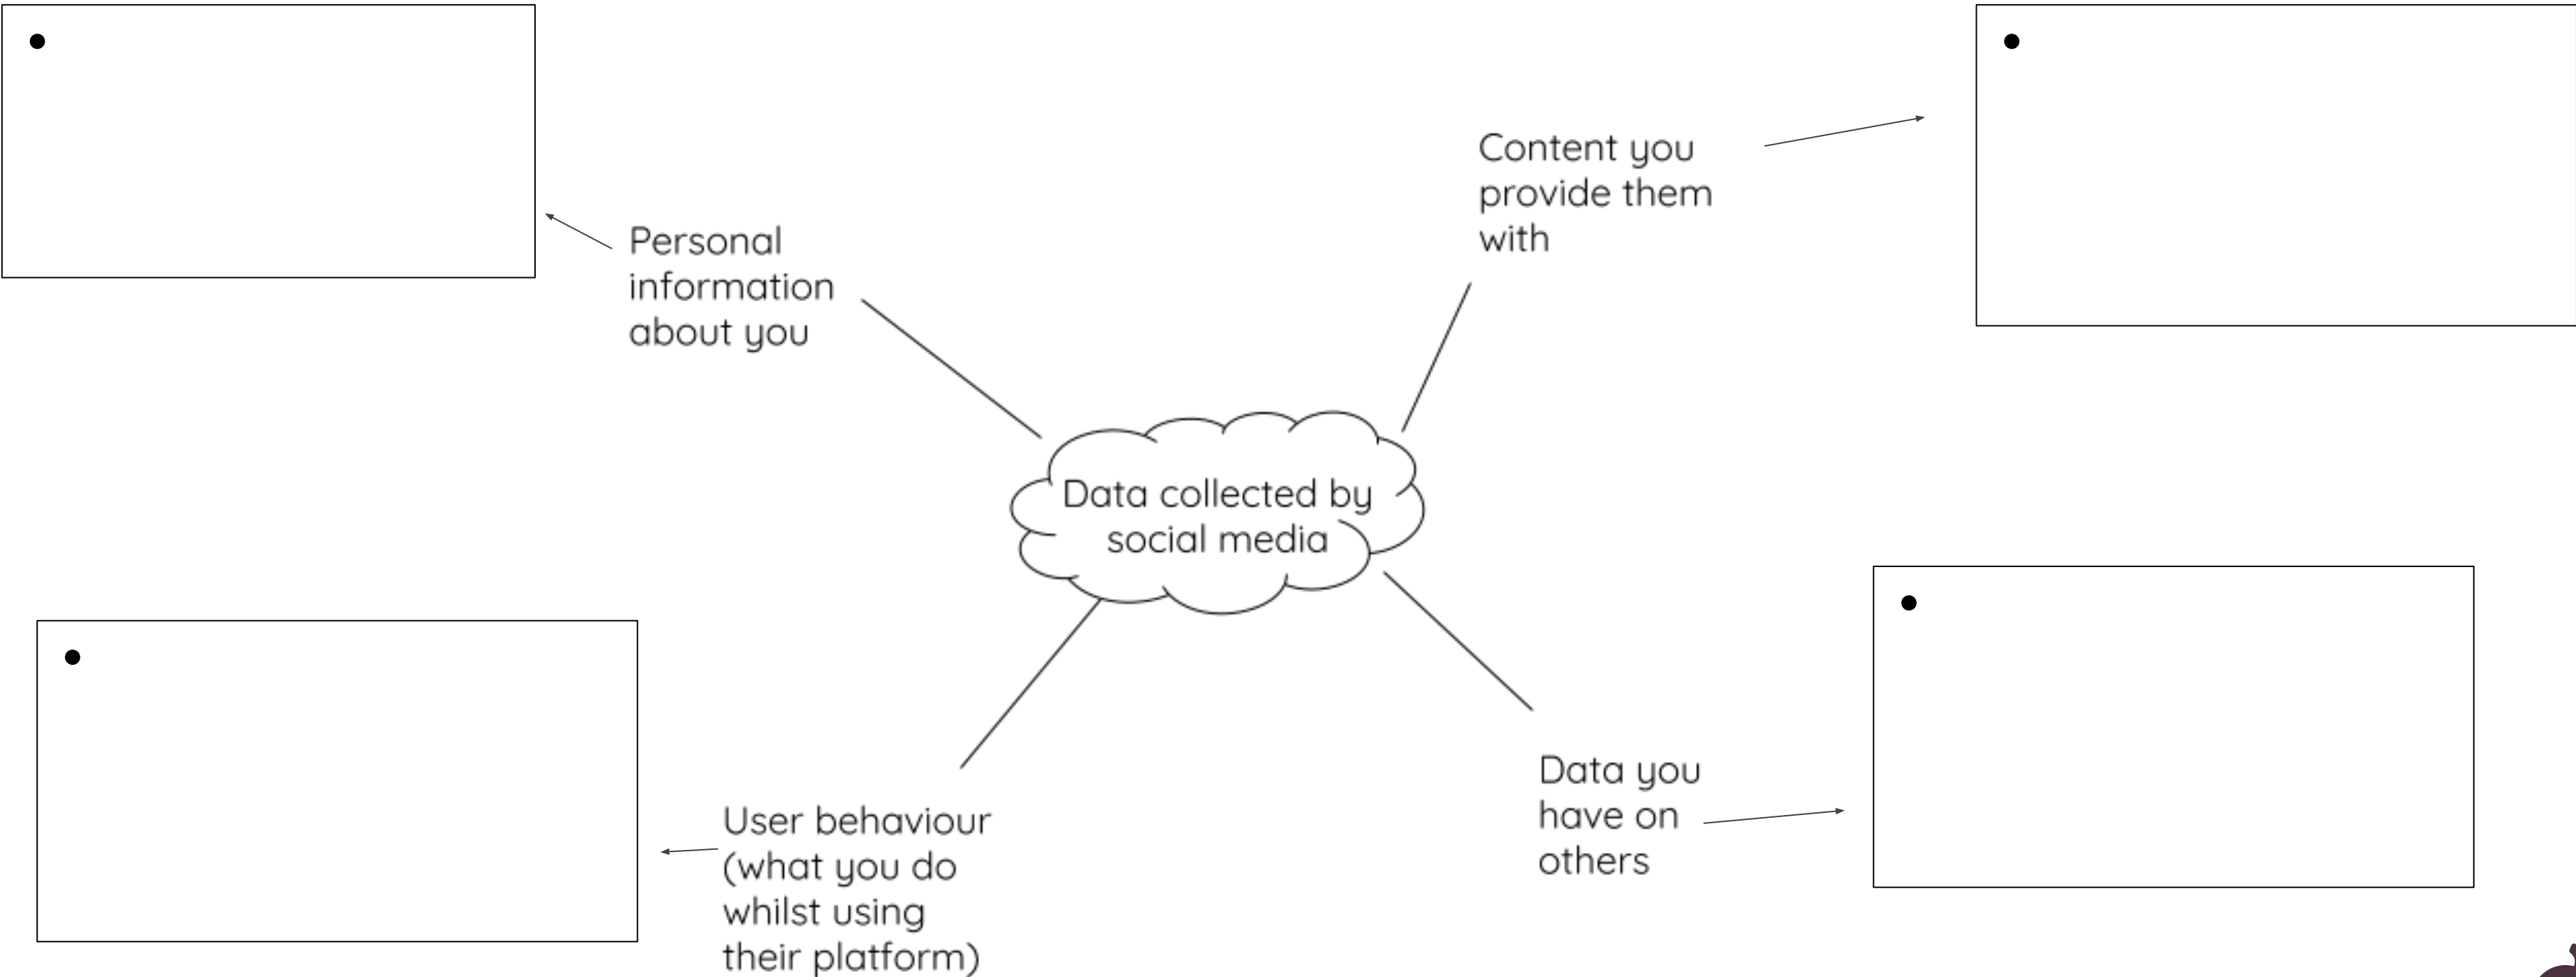 Content you
provide them
with
Personal
information
about you
Data collected by
social media
Data you
have on
others
User behaviour
(what you do
whilst using
their platform)